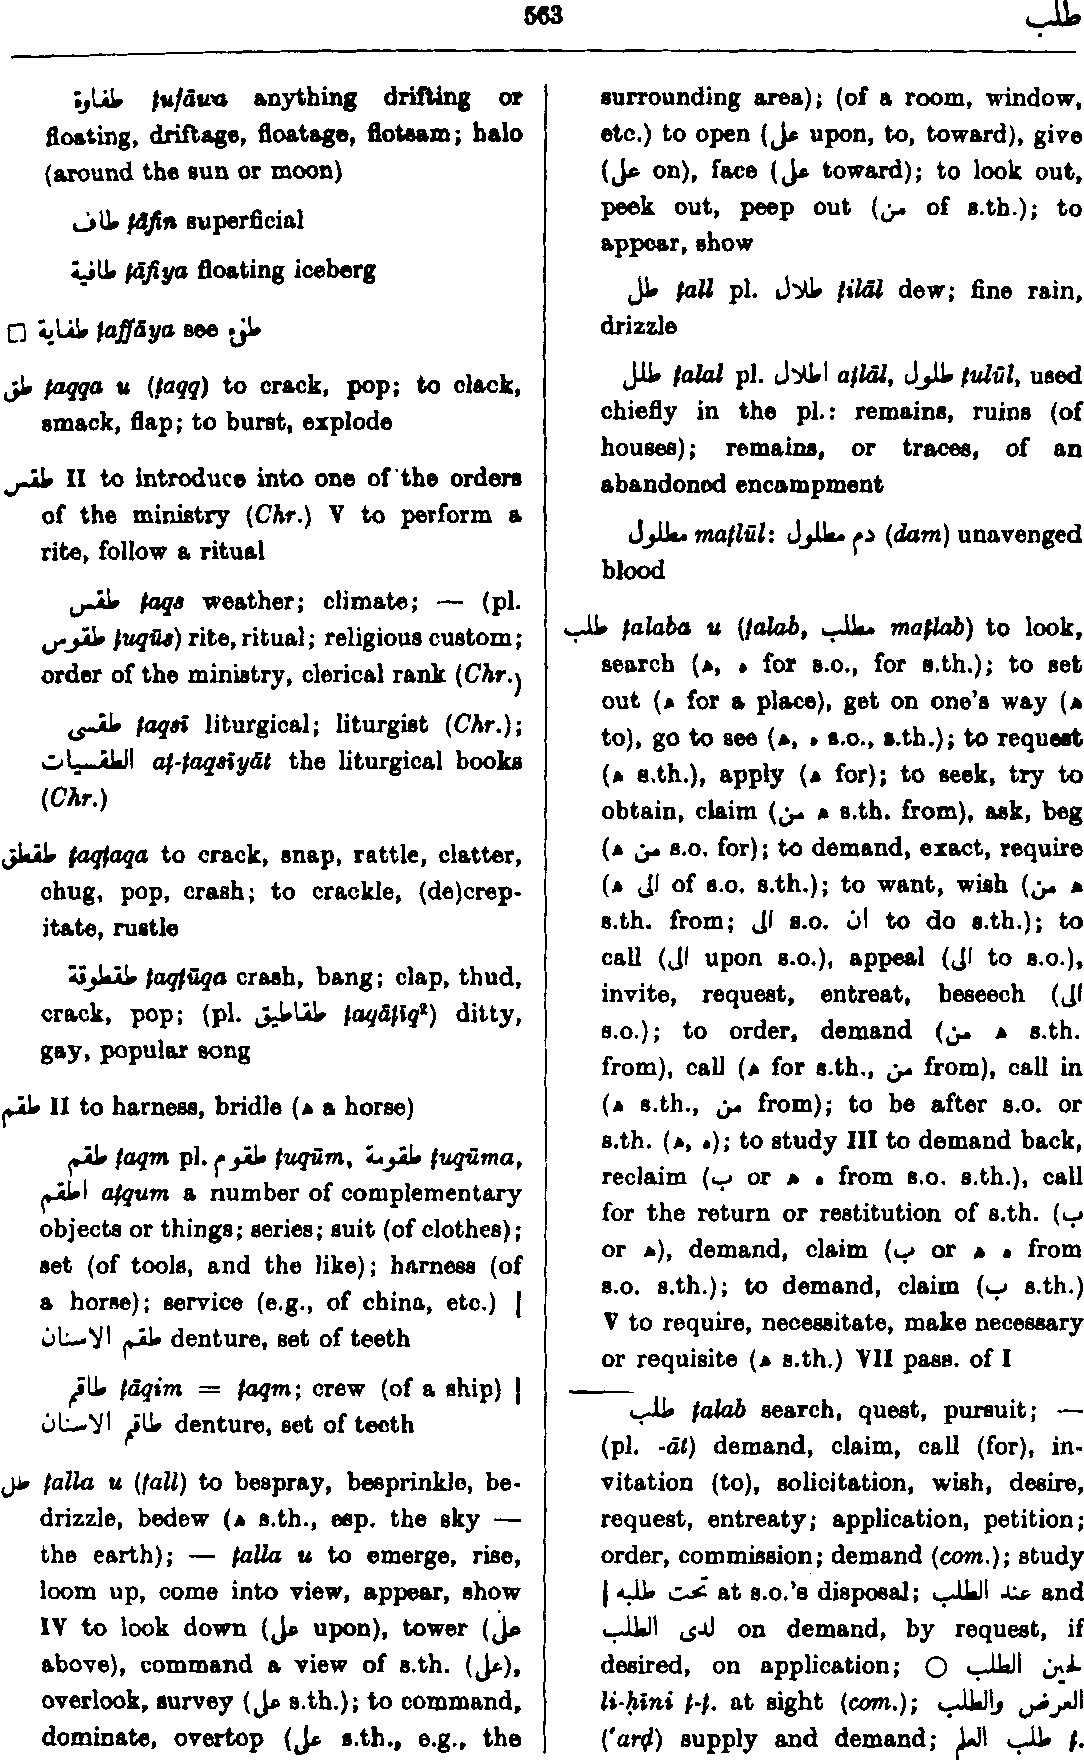 563
طلب
طفاوة ṭufāwa anything drifting or
floating, driftage, floatage, flotsam; halo
(around the sun or moon)
طاف ṭāfin superficial
طافية ṭāfiya floating iceberg
□ طفاية ṭaffāya see طفىء
طق ṭaqqa u (ṭaqq) to crack, pop; to clack,
smack, flap; to burst, explode
طقس II to introduce into one of the orders
of the ministry (Chr.) V to perform a
rite, follow a ritual
طقس ṭaqs weather; climate; — (pl.
طقوس ṭuqūs) rite, ritual; religious custom;
order of the ministry, clerical rank (Chr.)
طقسى ṭaqsī liturgical; liturgist (Chr.);
الطقسيات aṭ-ṭaqsīyāt the liturgical books
(Chr.)
طقطق ṭaqṭaqa to crack, snap, rattle, clatter,
chug, pop, crash; to crackle, (de)crep-
itate, rustle
طقطوقة ṭaqṭūqa crash, bang; clap, thud,
crack, pop; (pl. طقاطيق ṭaqāṭīq²) ditty,
gay, popular song
طقم II to harness, bridle (ه a horse)
طقم ṭaqm pl. طقوم ṭuqūm, طقومة ṭuqūma,
اطقم aṭqum a number of complementary
objects or things; series; suit (of clothes);
set (of tools, and the like); harness (of
a horse); service (e.g., of china, etc.) |
طقم الاسنان denture, set of teeth
طاقم ṭāqim = ṭaqm; crew (of a ship) |
طاقم الاسنان denture, set of teeth
طل ṭalla u (ṭall) to bespray, besprinkle, be-
drizzle, bedew (ه s.th., esp. the sky —
the earth); — ṭalla u to emerge, rise,
loom up, come into view, appear, show
IV to look down (على upon), tower (على
above), command a view of s.th. (على),
overlook, survey (على s.th.); to command,
dominate, overtop (على s.th., e.g., the
surrounding area); (of a room, window,
etc.) to open (على upon, to, toward), give
(على on), face (على toward); to look out,
peek out, peep out (من of s.th.); to
appear, show
طل ṭall pl. طلال ṭilāl dew; fine rain,
drizzle
طلل ṭalal pl. اطلال aṭlāl, طلول ṭulūl, used
chiefly in the pl.: remains, ruins (of
houses); remains, or traces, of an
abandoned encampment
مطلول maṭlūl: دم مطلول (dam) unavenged
blood
طلب ṭalaba u (ṭalab, مطلب maṭlab) to look,
search (ه, ه for s.o., for s.th.); to set
out (ه for a place), get on one's way (ه
to), go to see (ه, ه s.o., s.th.); to request
(ه s.th.), apply (ه for); to seek, try to
obtain, claim (من ه s.th. from), ask, beg
(ه من s.o. for); to demand, exact, require
(ه الى of s.o. s.th.); to want, wish (من ه
s.th. from; الى s.o. ان to do s.th.); to
call (الى upon s.o.), appeal (الى to s.o.),
invite, request, entreat, beseech (الى
s.o.); to order, demand (من ه s.th.
from), call (ه for s.th., من from), call in
(ه s.th., من from); to be after s.o. or
s.th. (ه, ه); to study III to demand back,
reclaim (ب or ه ه from s.o. s.th.), call
for the return or restitution of s.th. (ب
or ه), demand, claim (ب or ه ه from
s.o. s.th.); to demand, claim (ب s.th.)
V to require, necessitate, make necessary
or requisite (ه s.th.) VII pass. of I
طلب ṭalab search, quest, pursuit; —
(pl. -āt) demand, claim, call (for), in-
vitation (to), solicitation, wish, desire,
request, entreaty; application, petition;
order, commission; demand (com.); study
| تحت طلبه at s.o.'s disposal; عند الطلب and
لدى الطلب on demand, by request, if
desired, on application; ○ لحين الطلب
li-ḥīni ṭ-ṭ. at sight (com.); العرض والطلب
(ʿarḍ) supply and demand; طلب العلم ṭ.